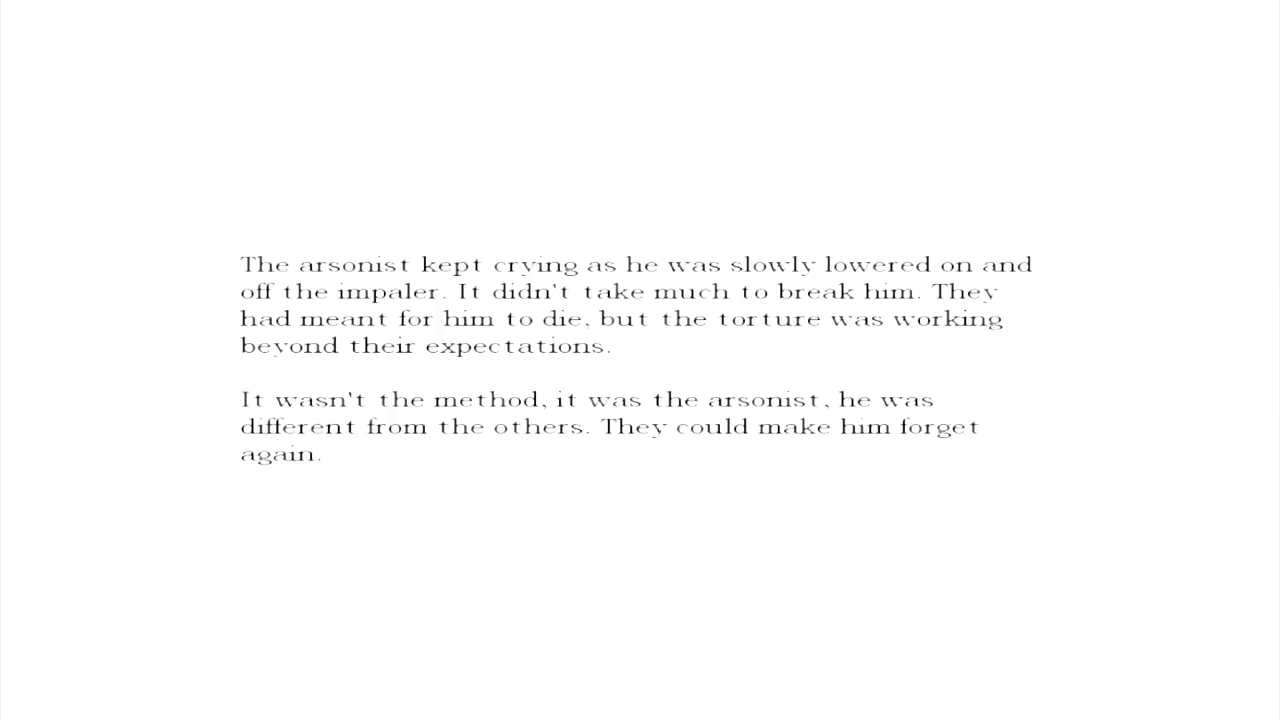 The arsonist kept crying as he was slowly lowered on and
off the impaler. It didn't take much to break him. They
had meant for him to die, but the torture was working
beyond their expectations.
It wasn't the method, it was the arsonist, he was
different from the others. They could make him forget
again.